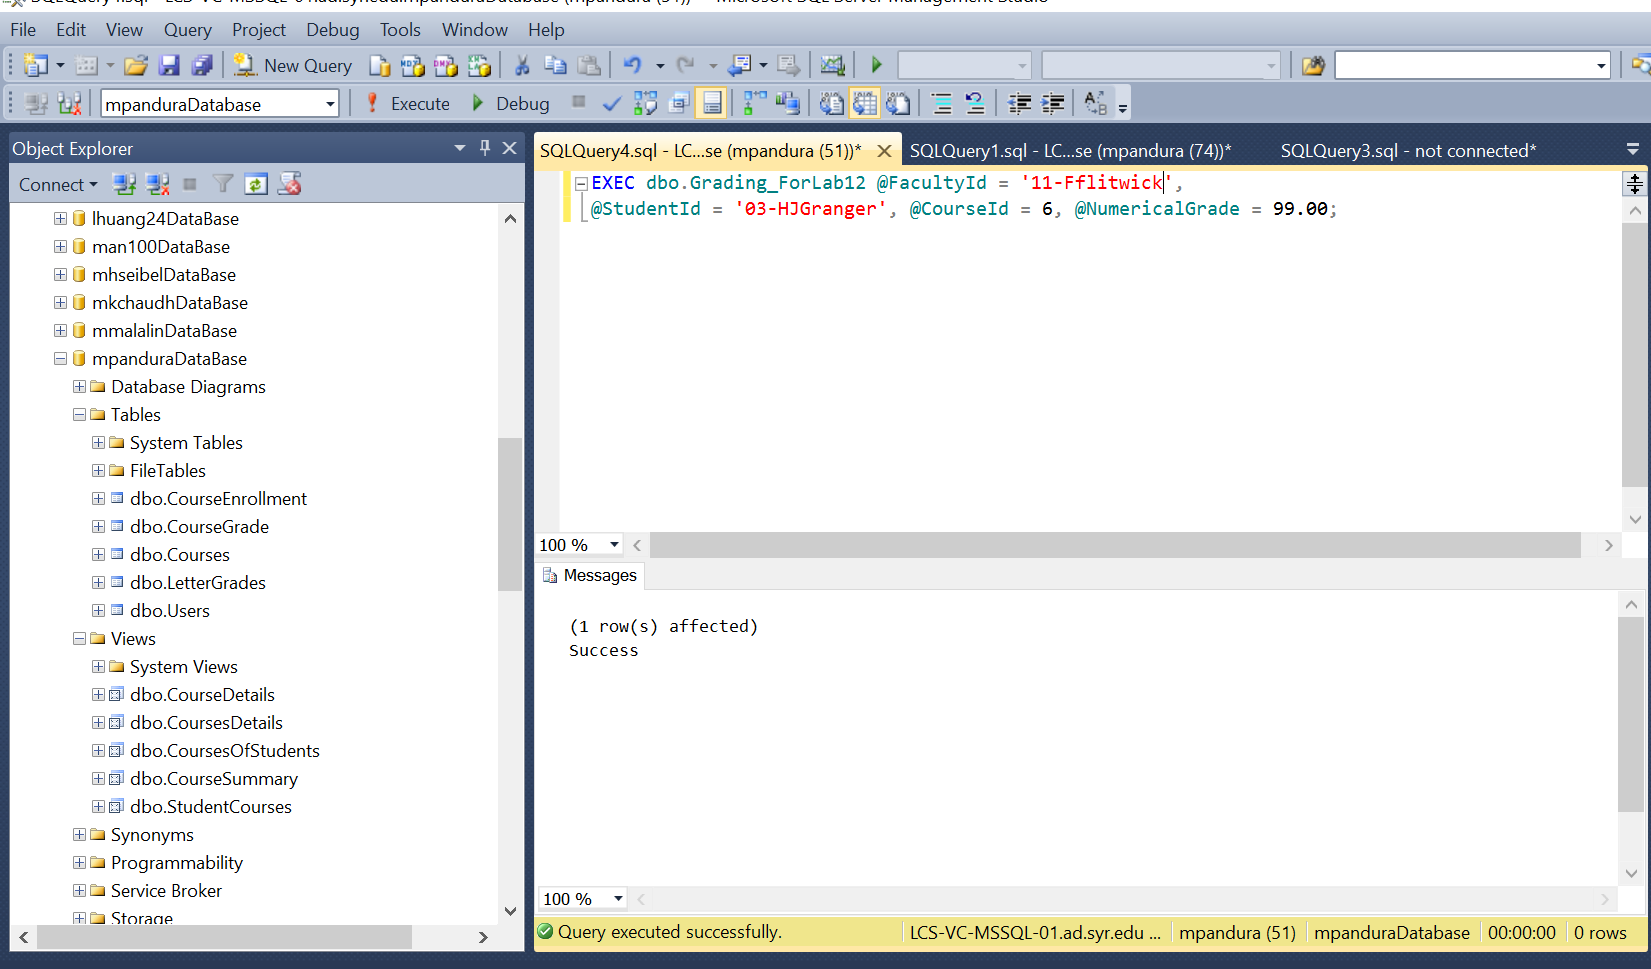 File Edit View Query Project Debug Tools Window Help
New Query
mpanduraDatabase Execute Debug
Object Explorer
Connect
lhuang24DataBase
man100DataBase
mhseibelDataBase
mkchaudhDataBase
mmalalinDataBase
mpanduraDataBase
Database Diagrams
Tables
System Tables
FileTables
dbo.CourseEnrollment
dbo.CourseGrade
dbo.Courses
dbo.LetterGrades
dbo.Users
Views
System Views
dbo.CourseDetails
dbo.CoursesDetails
dbo.CoursesOfStudents
dbo.CourseSummary
dbo.StudentCourses
Synonyms
Programmability
Service Broker
Storage
SQLQuery4.sql - LC...se (mpandura (51))* SQLQuery1.sql - LC...se (mpandura (74))* SQLQuery3.sql - not connected*
EXEC dbo.Grading_ForLab12 @FacultyId = '11-Fflitwick',
@StudentId = '03-HJGranger', @CourseId = 6, @NumericalGrade = 99.00;
100 %
Messages
(1 row(s) affected)
Success
100 %
Query executed successfully. LCS-VC-MSSQL-01.ad.syr.edu ... mpandura (51) mpanduraDatabase 00:00:00 0 rows